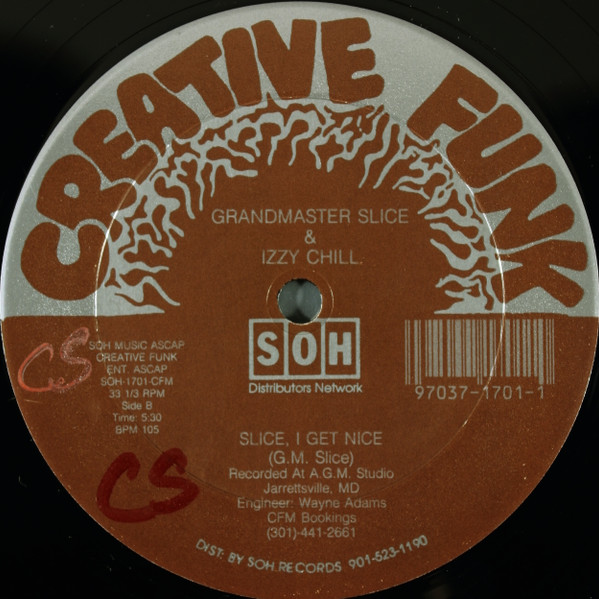 CREATIVE FUNK
GRANDMASTER SLICE
&
IZZY CHILL.
SOH MUSIC ASCAP
CREATIVE FUNK
ENT. ASCAP
SOH-1701-CFM
33 1/3 RPM
Side B
Time: 5:30
BPM 105
CS
CS
SOH
Distributors Network
97037-1701-1
SLICE, I GET NICE
(G.M. Slice)
Recorded At A.G.M. Studio
Jarrettsville, MD
Engineer: Wayne Adams
CFM Bookings
(301)-441-2661
DIST. BY SOH RECORDS 901-523-1190